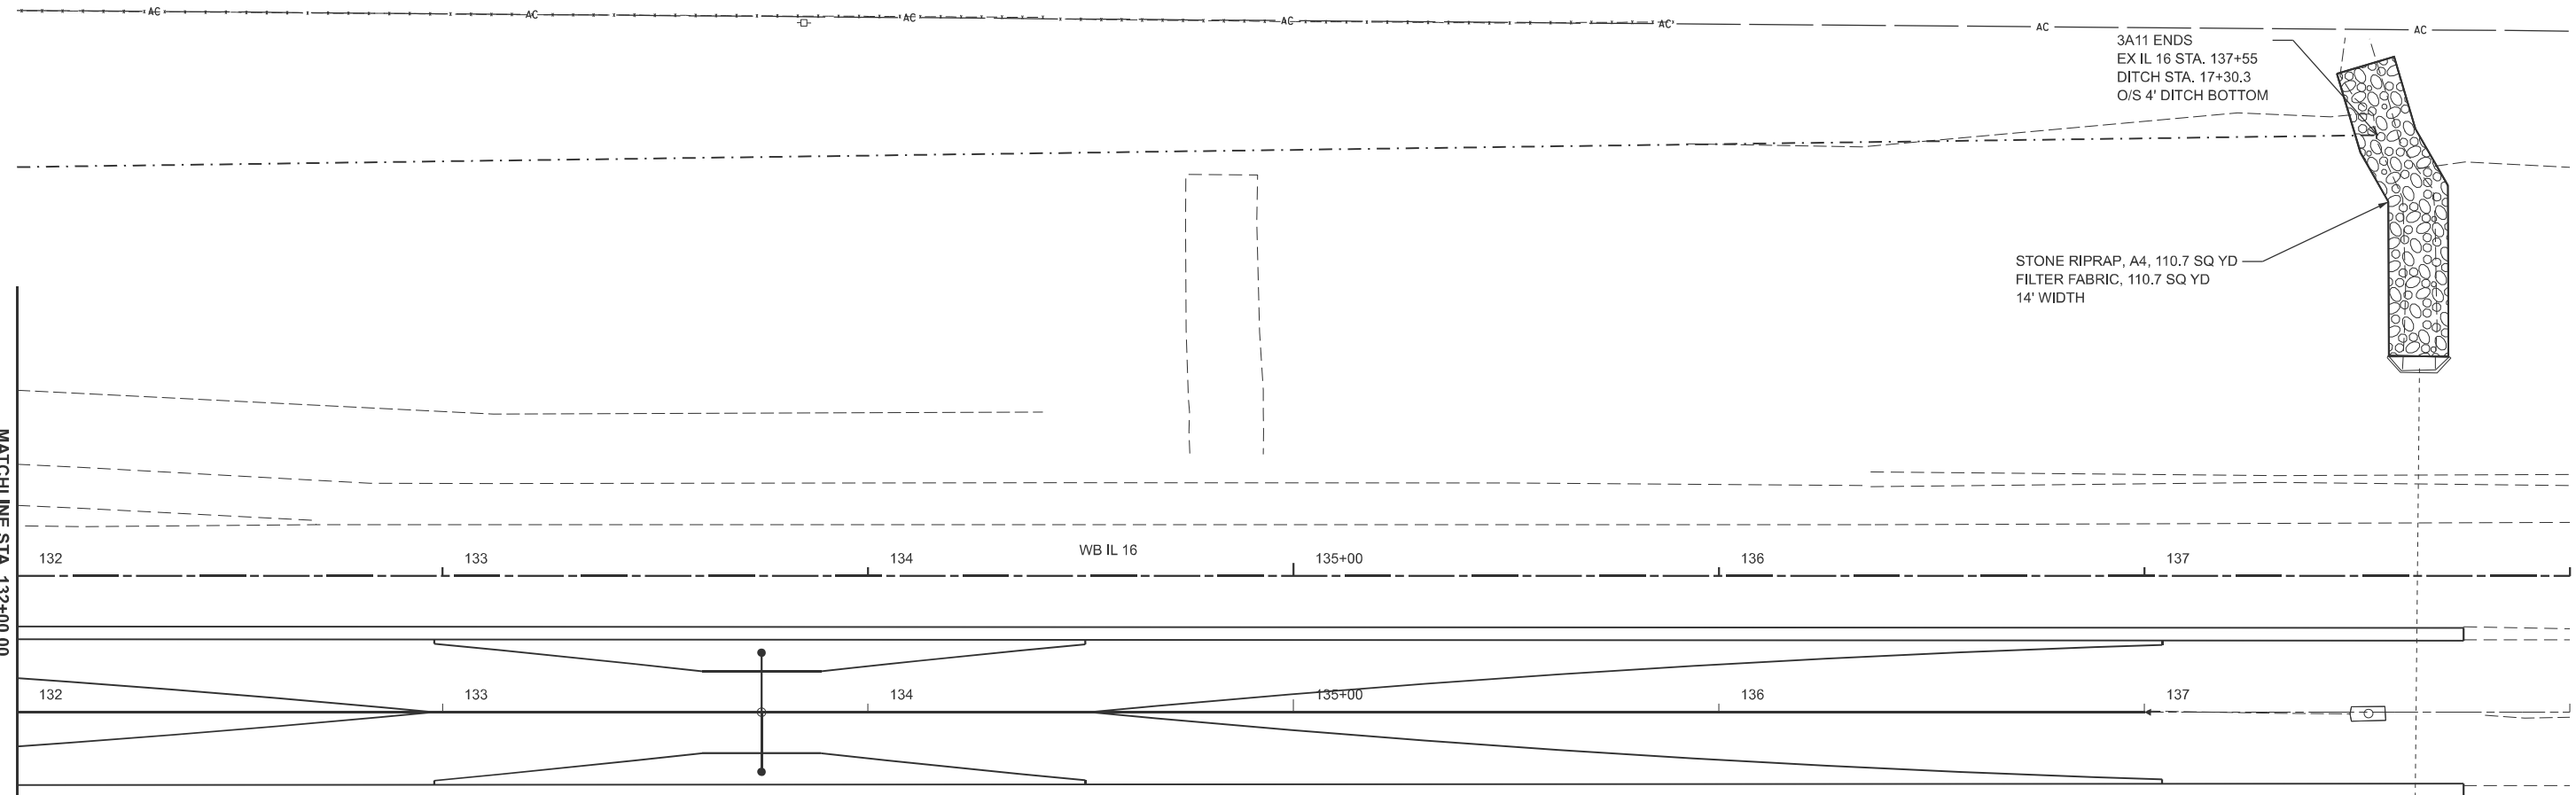 AC AC AC AC AC AC AC
3A11 ENDS
EX IL 16 STA. 137+55
DITCH STA. 17+30.3
O/S 4' DITCH BOTTOM
STONE RIPRAP, A4, 110.7 SQ YD
FILTER FABRIC, 110.7 SQ YD
14' WIDTH
MATCHLINE STA. 132+00.00
WB IL 16
132 133 134 135+00 136 137
132 133 134 135+00 136 137